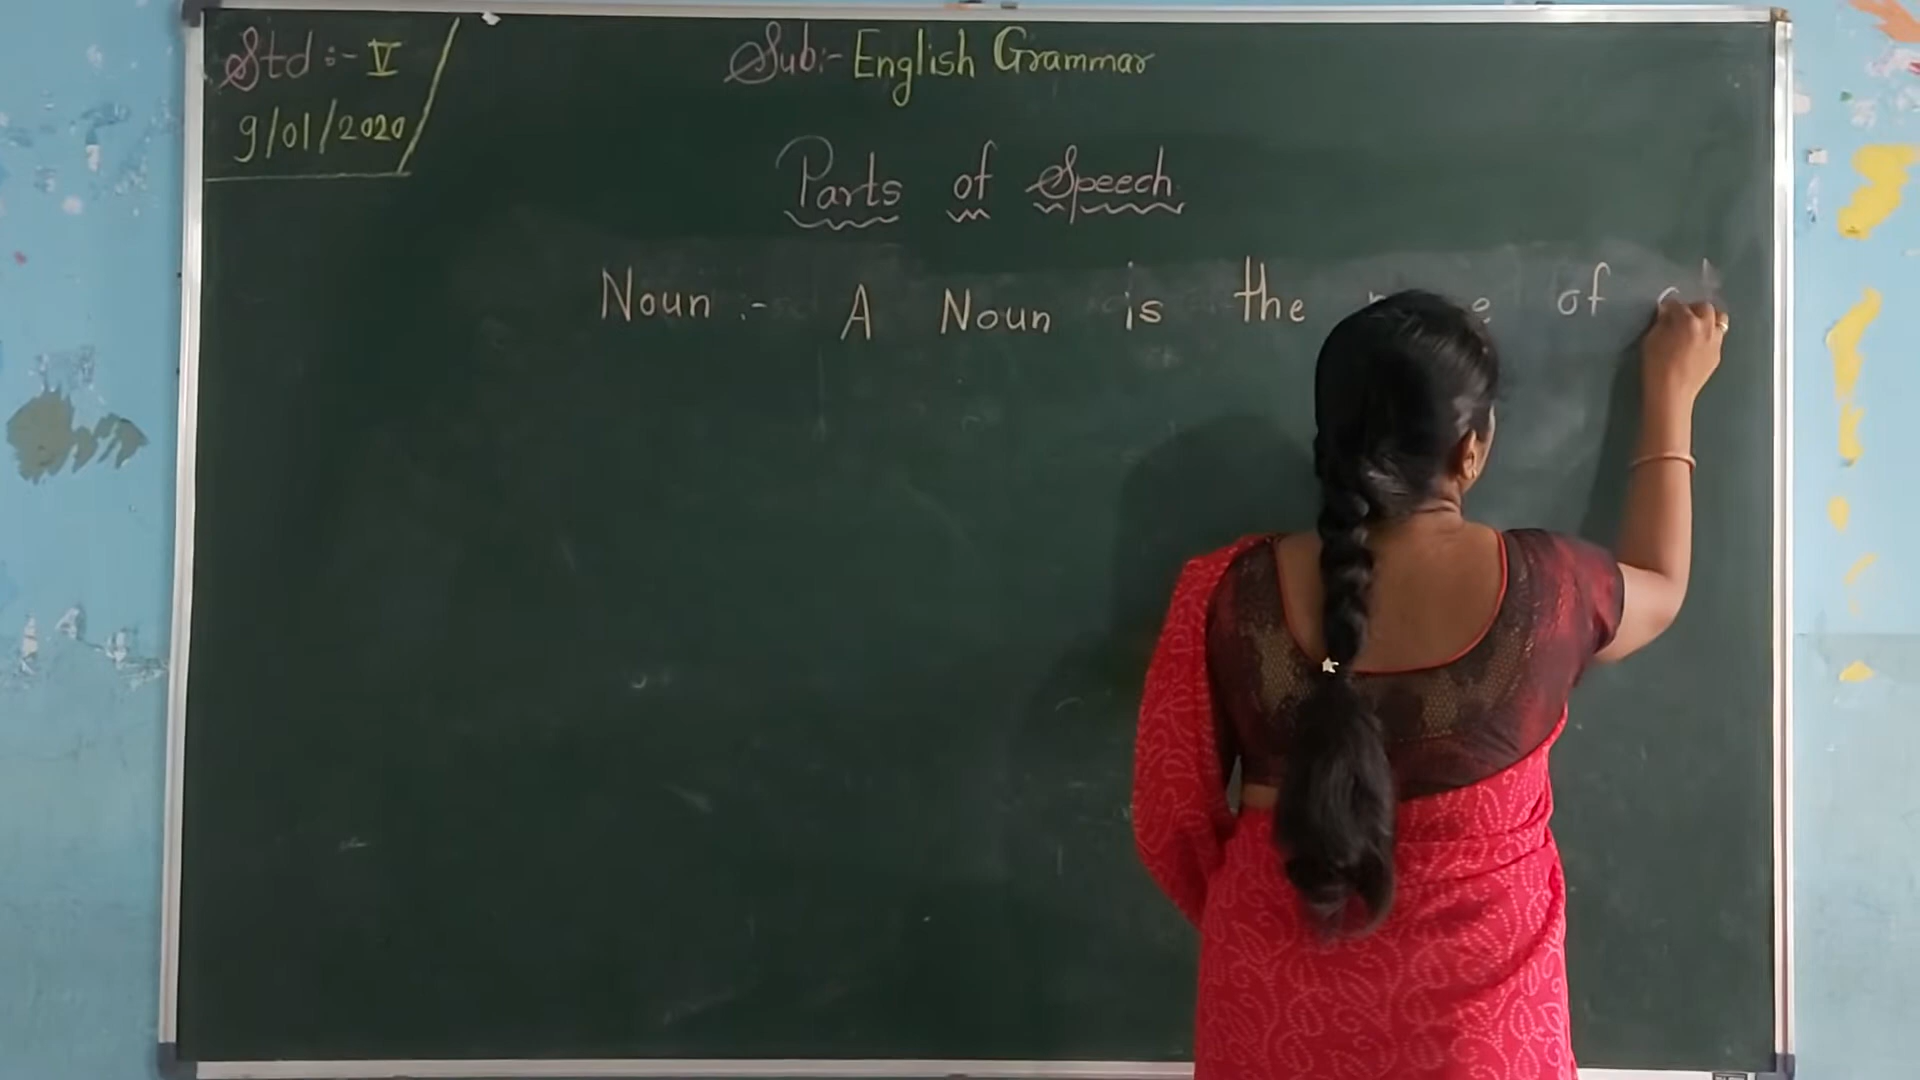 Std :- V
9/01/2020
Sub:- English Grammar
Parts of Speech
Noun :- A Noun is the of